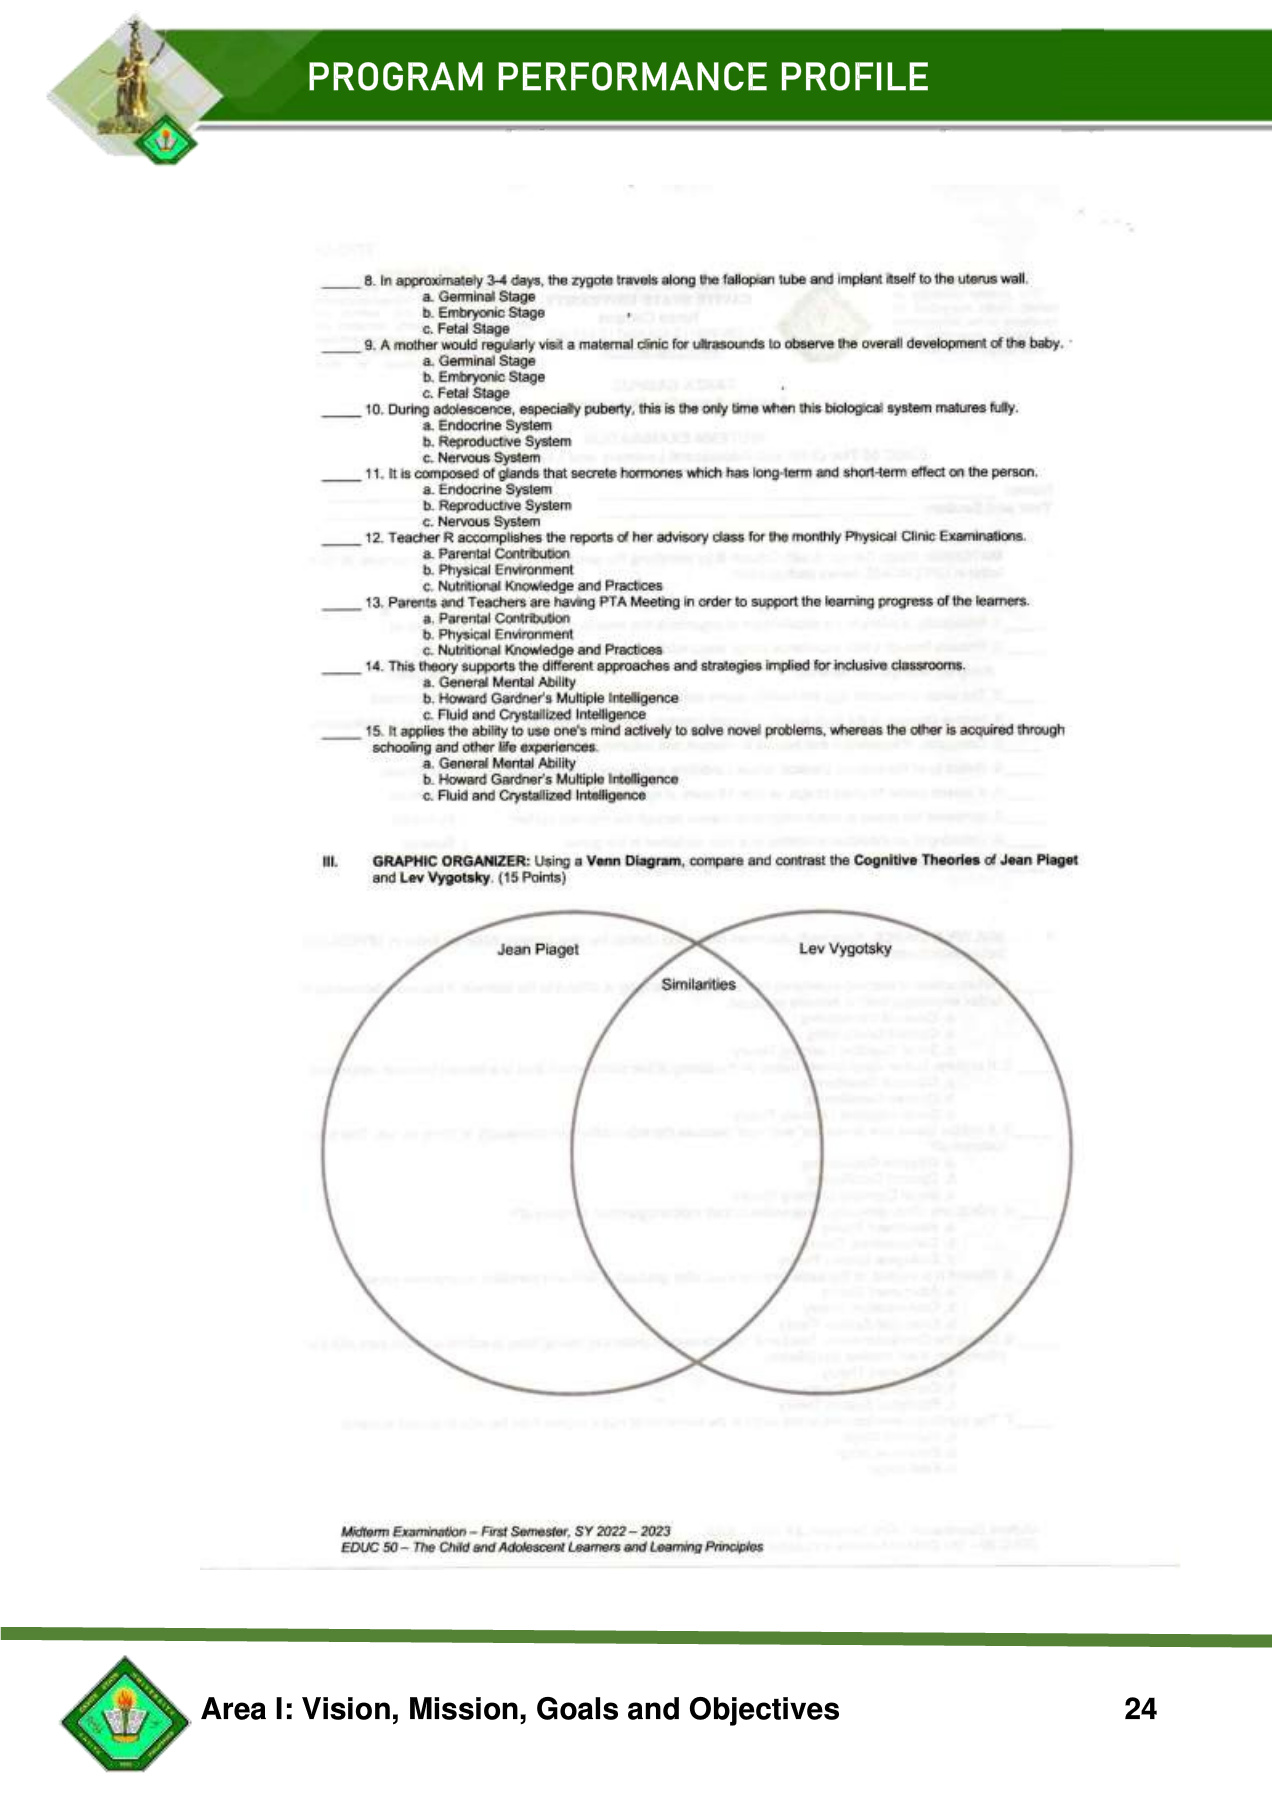 PROGRAM PERFORMANCE PROFILE
_____ 8. In approximately 3-4 days, the zygote travels along the fallopian tube and implant itself to the uterus wall.
a. Germinal Stage
b. Embryonic Stage
c. Fetal Stage
_____ 9. A mother would regularly visit a maternal clinic for ultrasounds to observe the overall development of the baby.
a. Germinal Stage
b. Embryonic Stage
c. Fetal Stage
_____ 10. During adolescence, especially puberty, this is the only time when this biological system matures fully.
a. Endocrine System
b. Reproductive System
c. Nervous System
_____ 11. It is composed of glands that secrete hormones which has long-term and short-term effect on the person.
a. Endocrine System
b. Reproductive System
c. Nervous System
_____ 12. Teacher R accomplishes the reports of her advisory class for the monthly Physical Clinic Examinations.
a. Parental Contribution
b. Physical Environment
c. Nutritional Knowledge and Practices
_____ 13. Parents and Teachers are having PTA Meeting in order to support the learning progress of the learners.
a. Parental Contribution
b. Physical Environment
c. Nutritional Knowledge and Practices
_____ 14. This theory supports the different approaches and strategies implied for inclusive classrooms.
a. General Mental Ability
b. Howard Gardner's Multiple Intelligence
c. Fluid and Crystallized Intelligence
_____ 15. It applies the ability to use one's mind actively to solve novel problems, whereas the other is acquired through
schooling and other life experiences.
a. General Mental Ability
b. Howard Gardner's Multiple Intelligence
c. Fluid and Crystallized Intelligence
III. GRAPHIC ORGANIZER: Using a Venn Diagram, compare and contrast the Cognitive Theories of Jean Piaget
and Lev Vygotsky. (15 Points)
Jean Piaget
Lev Vygotsky
Similarities
Midterm Examination – First Semester, SY 2022 – 2023
EDUC 50 – The Child and Adolescent Learners and Learning Principles
Area I: Vision, Mission, Goals and Objectives 24